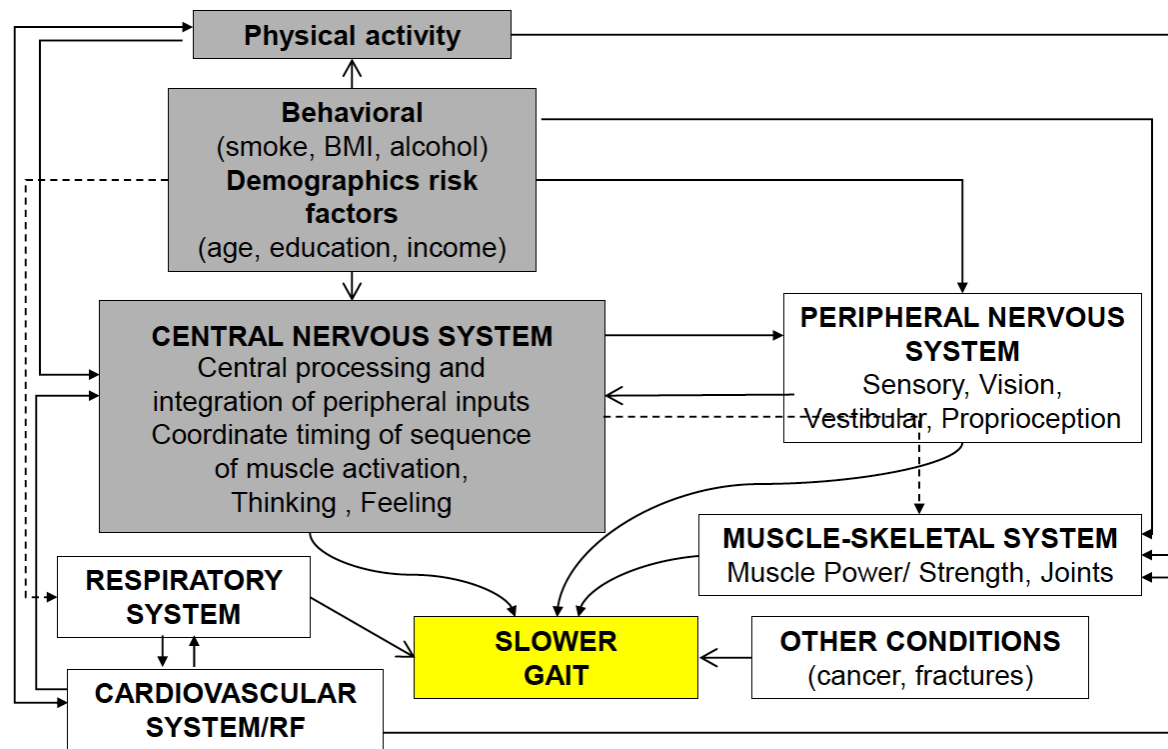 Physical activity
Behavioral
(smoke, BMI, alcohol)
Demographics risk
factors
(age, education, income)
CENTRAL NERVOUS SYSTEM
Central processing and
integration of peripheral inputs
Coordinate timing of sequence
of muscle activation,
Thinking , Feeling
PERIPHERAL NERVOUS
SYSTEM
Sensory, Vision,
Vestibular, Proprioception
MUSCLE-SKELETAL SYSTEM
Muscle Power/ Strength, Joints
RESPIRATORY
SYSTEM
SLOWER
GAIT
OTHER CONDITIONS
(cancer, fractures)
CARDIOVASCULAR
SYSTEM/RF